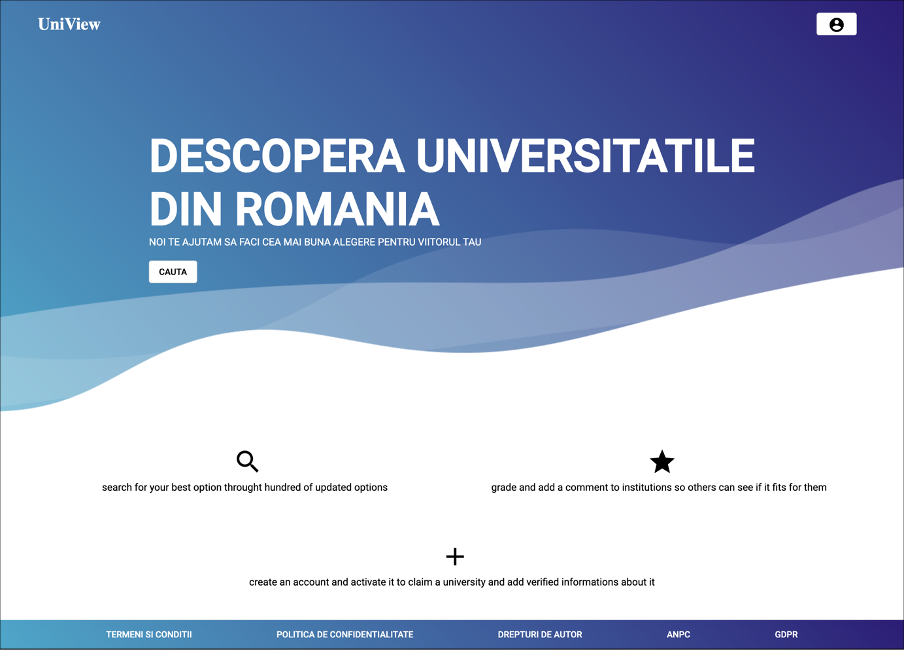 UniView
DESCOPERA UNIVERSITATILE
DIN ROMANIA
NOI TE AJUTAM SA FACI CEA MAI BUNA ALEGERE PENTRU VIITORUL TAU
CAUTA
search for your best option throught hundred of updated options
grade and add a comment to institutions so others can see if it fits for them
create an account and activate it to claim a university and add verified informations about it
TERMENI SI CONDITII POLITICA DE CONFIDENTIALITATE DREPTURI DE AUTOR ANPC GDPR